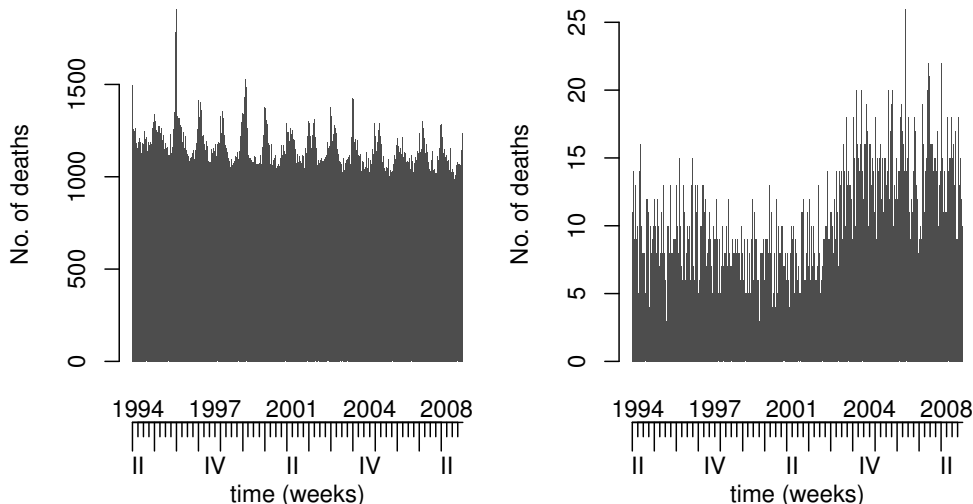 No. of deaths
1500
1000
500
0
1994 1997 2001 2004 2008
II IV II IV II
time (weeks)
No. of deaths
25
20
15
10
5
0
1994 1997 2001 2004 2008
II IV II IV II
time (weeks)